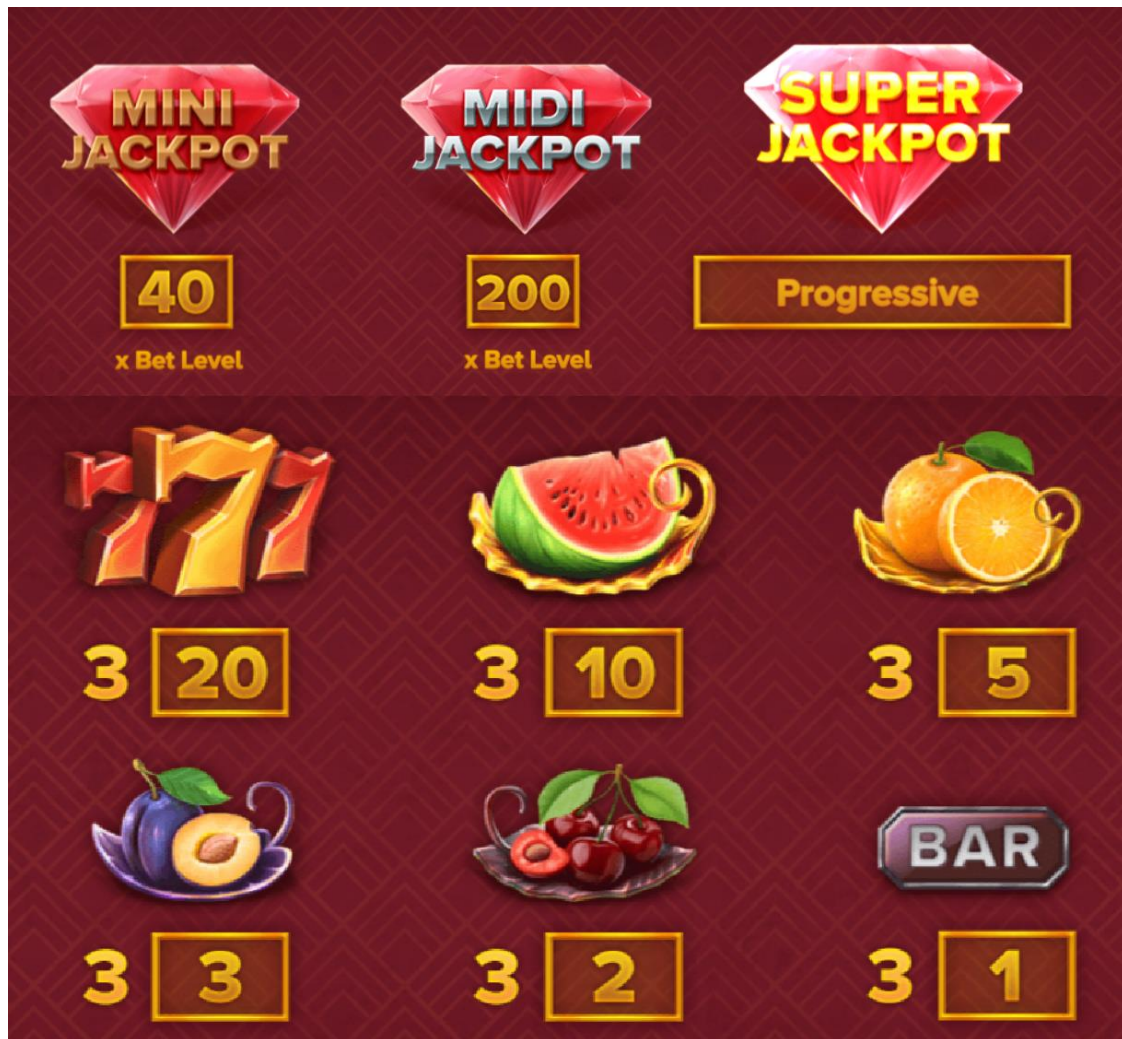 MINI
JACKPOT
MIDI
JACKPOT
SUPER
JACKPOT
40
200
Progressive
x Bet Level
x Bet Level
777
3 20
3 10
3 5
BAR
3 3
3 2
3 1